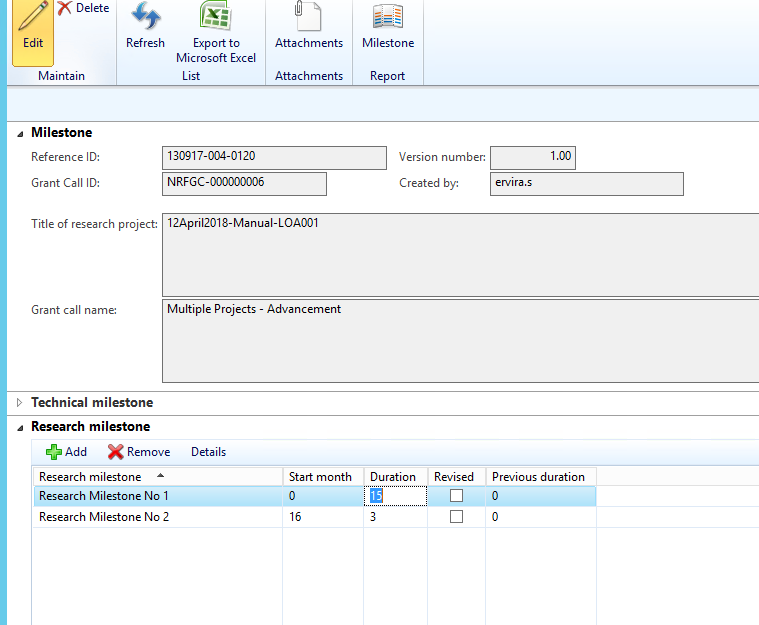 Edit
Delete
Refresh
Export to
Microsoft Excel
Attachments
Milestone
Maintain
List
Attachments
Report
Milestone
Reference ID: 130917-004-0120 Version number: 1.00
Grant Call ID: NRFGC-000000006 Created by: ervira.s
Title of research project: 12April2018-Manual-LOA001
Grant call name: Multiple Projects - Advancement
Technical milestone
Research milestone
Add Remove Details
Research milestone Start month Duration Revised Previous duration
Research Milestone No 1 0 15 0
Research Milestone No 2 16 3 0